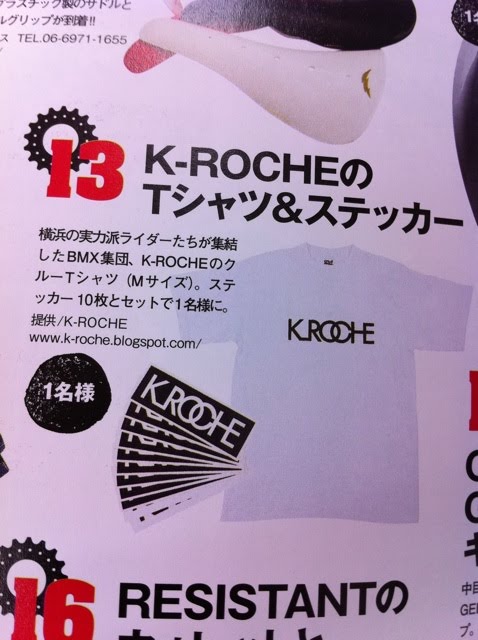 ラスチック製のサドルと
ルグリップが到着!!
ス TEL.06-6971-1655
13
K-ROCHEの
Tシャツ&ステッカー
横浜の実力派ライダーたちが集結
したBMX集団、K-ROCHEのク
ルーTシャツ（Mサイズ）。ステ
ッカー10枚とセットで1名様に。
提供/K-ROCHE
www.k-roche.blogspot.com/
1名様
K_ROCHE
K_ROCHE
16
RESISTANTの